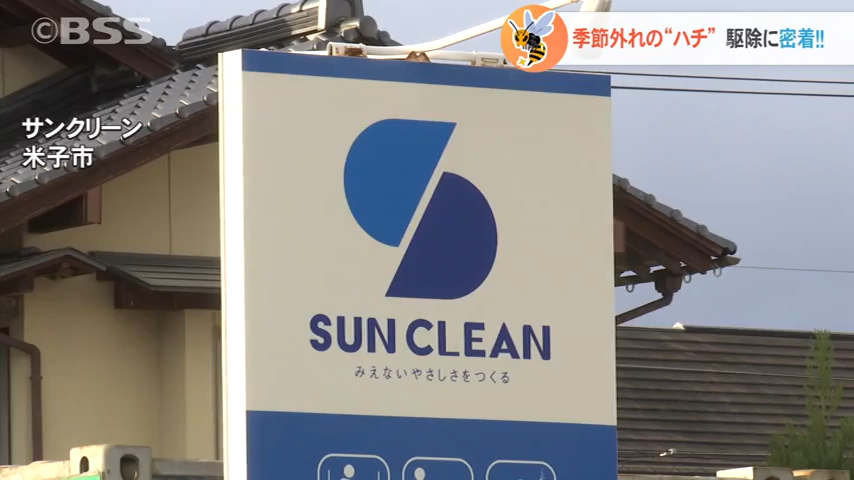 ©BSS
季節外れの“ハチ” 駆除に密着!!
サンクリーン
米子市
SUN CLEAN
みえないやさしさをつくる